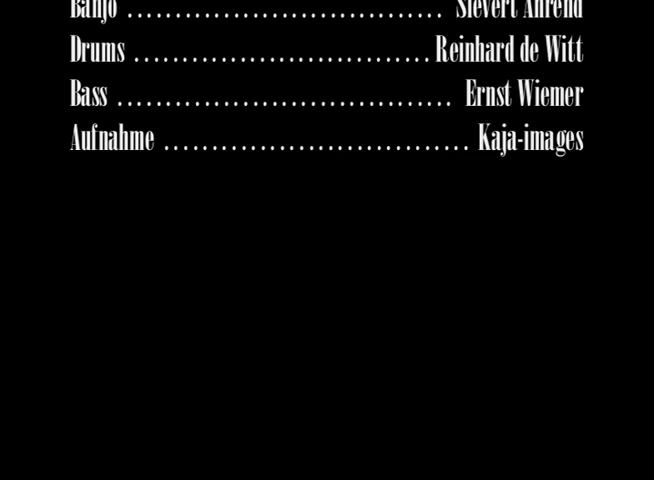 Banjo ................................. Sievert Ahrend
Drums ............................... Reinhard de Witt
Bass ................................... Ernst Wiemer
Aufnahme ................................ Kaja-images